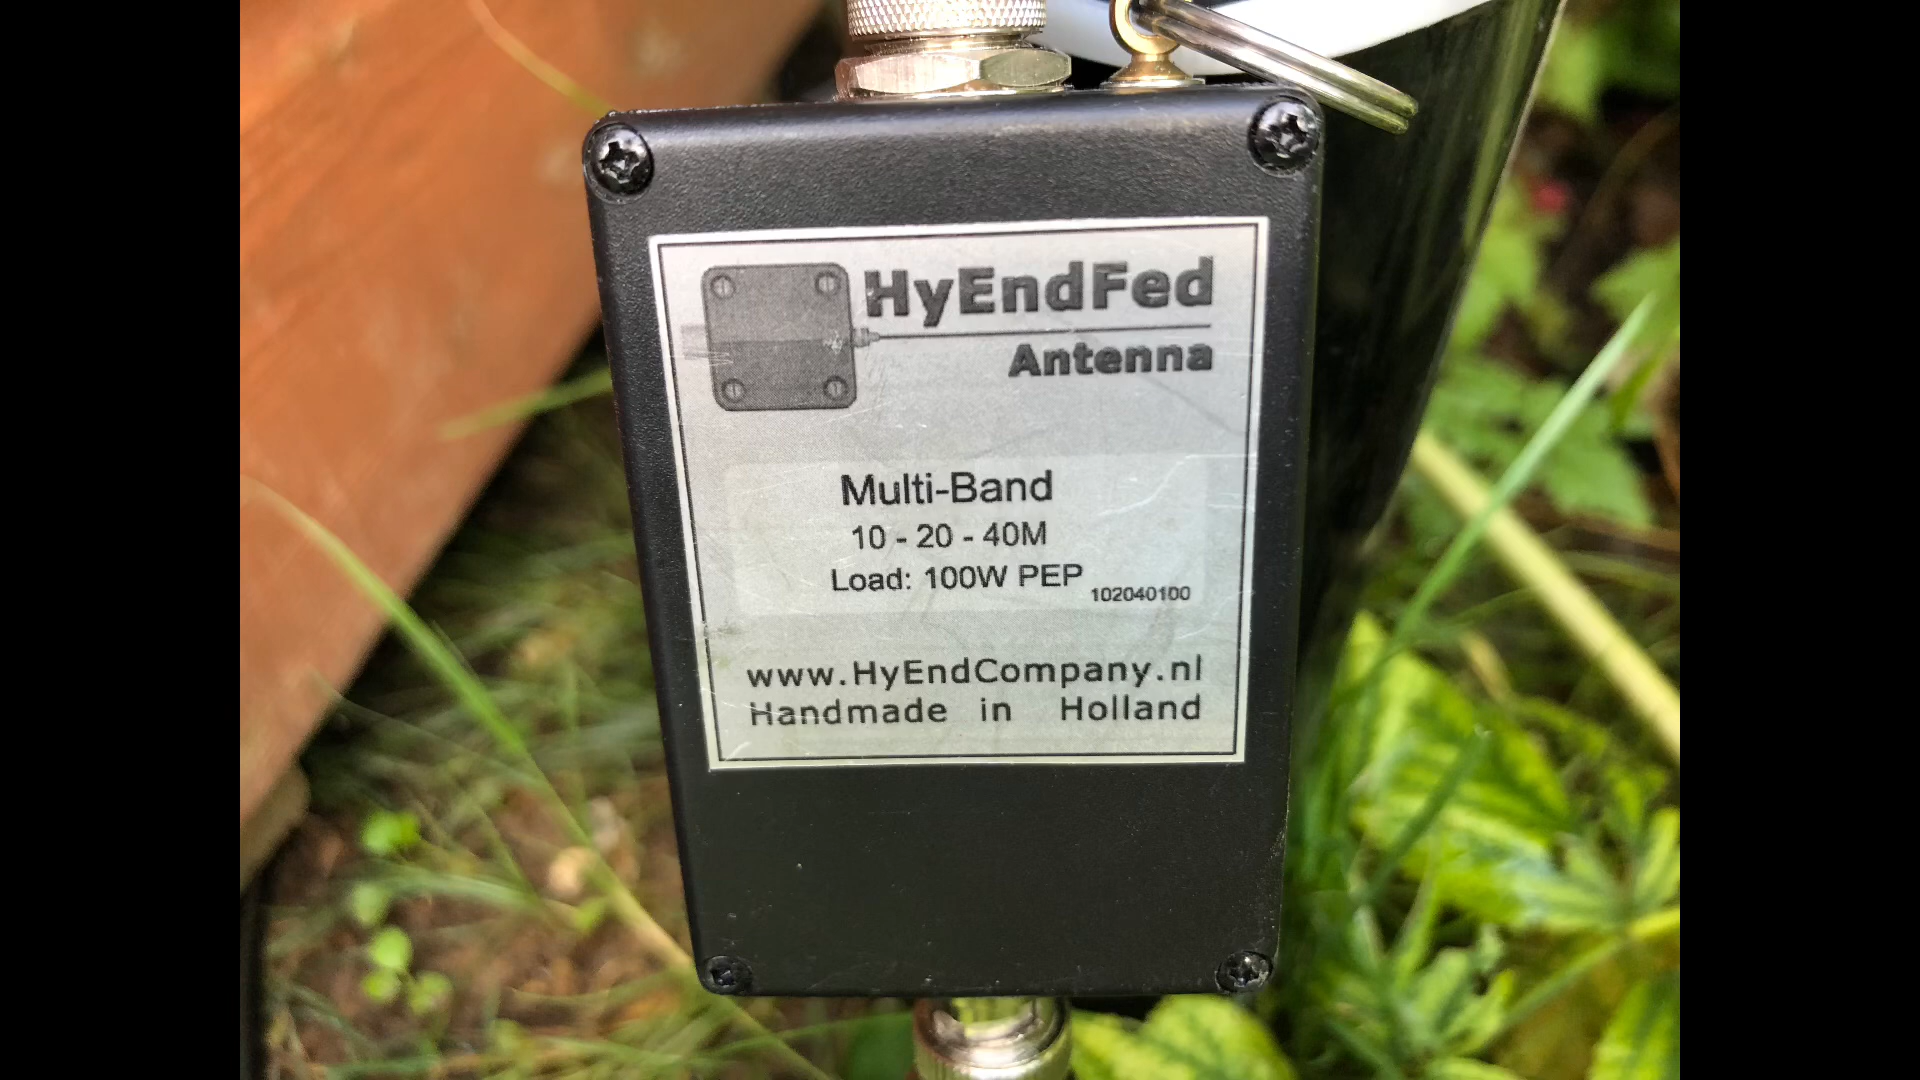 HyEndFed
Antenna
Multi-Band
10 - 20 - 40M
Load: 100W PEP 102040100
www.HyEndCompany.nl
Handmade in Holland